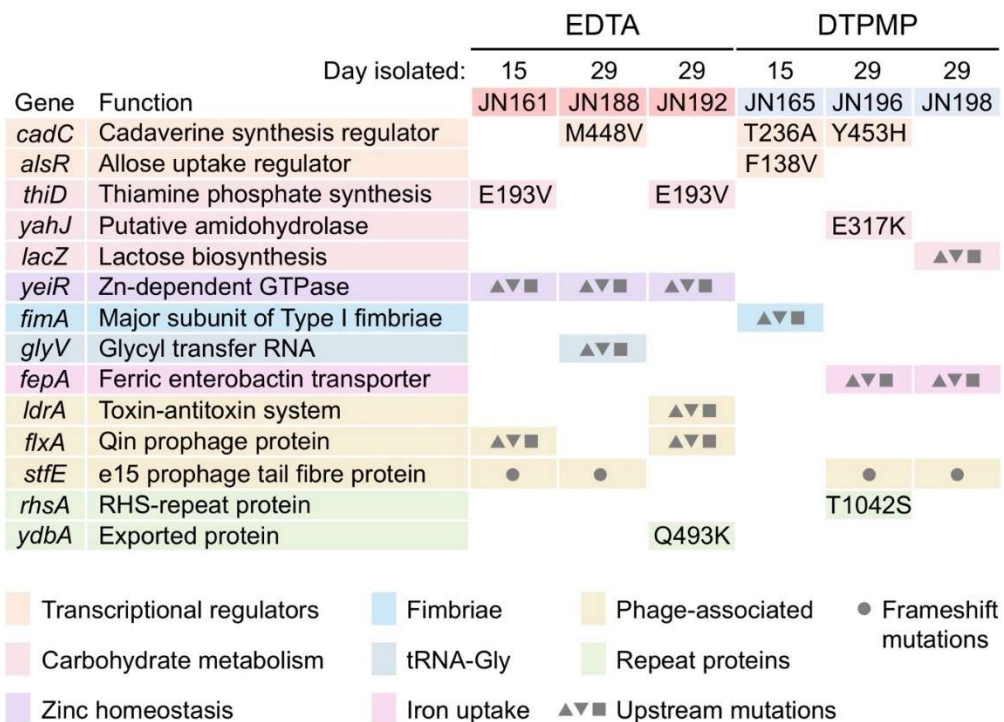 EDTA DTPMP
Day isolated: 15 29 29 15 29 29
Gene Function JN161 JN188 JN192 JN165 JN196 JN198
cadC Cadaverine synthesis regulator M448V T236A Y453H
alsR Allose uptake regulator F138V
thiD Thiamine phosphate synthesis E193V E193V
yahJ Putative amidohydrolase E317K
lacZ Lactose biosynthesis ▲▼■
yeiR Zn-dependent GTPase ▲▼■ ▲▼■ ▲▼■
fimA Major subunit of Type I fimbriae ▲▼■
glyV Glycyl transfer RNA ▲▼■
fepA Ferric enterobactin transporter ▲▼■ ▲▼■
ldrA Toxin-antitoxin system ▲▼■
flxA Qin prophage protein ▲▼■ ▲▼■
stfE e15 prophage tail fibre protein ● ● ● ●
rhsA RHS-repeat protein T1042S
ydbA Exported protein Q493K
Transcriptional regulators Fimbriae Phage-associated ● Frameshift
mutations
Carbohydrate metabolism tRNA-Gly Repeat proteins
Zinc homeostasis Iron uptake ▲▼■ Upstream mutations